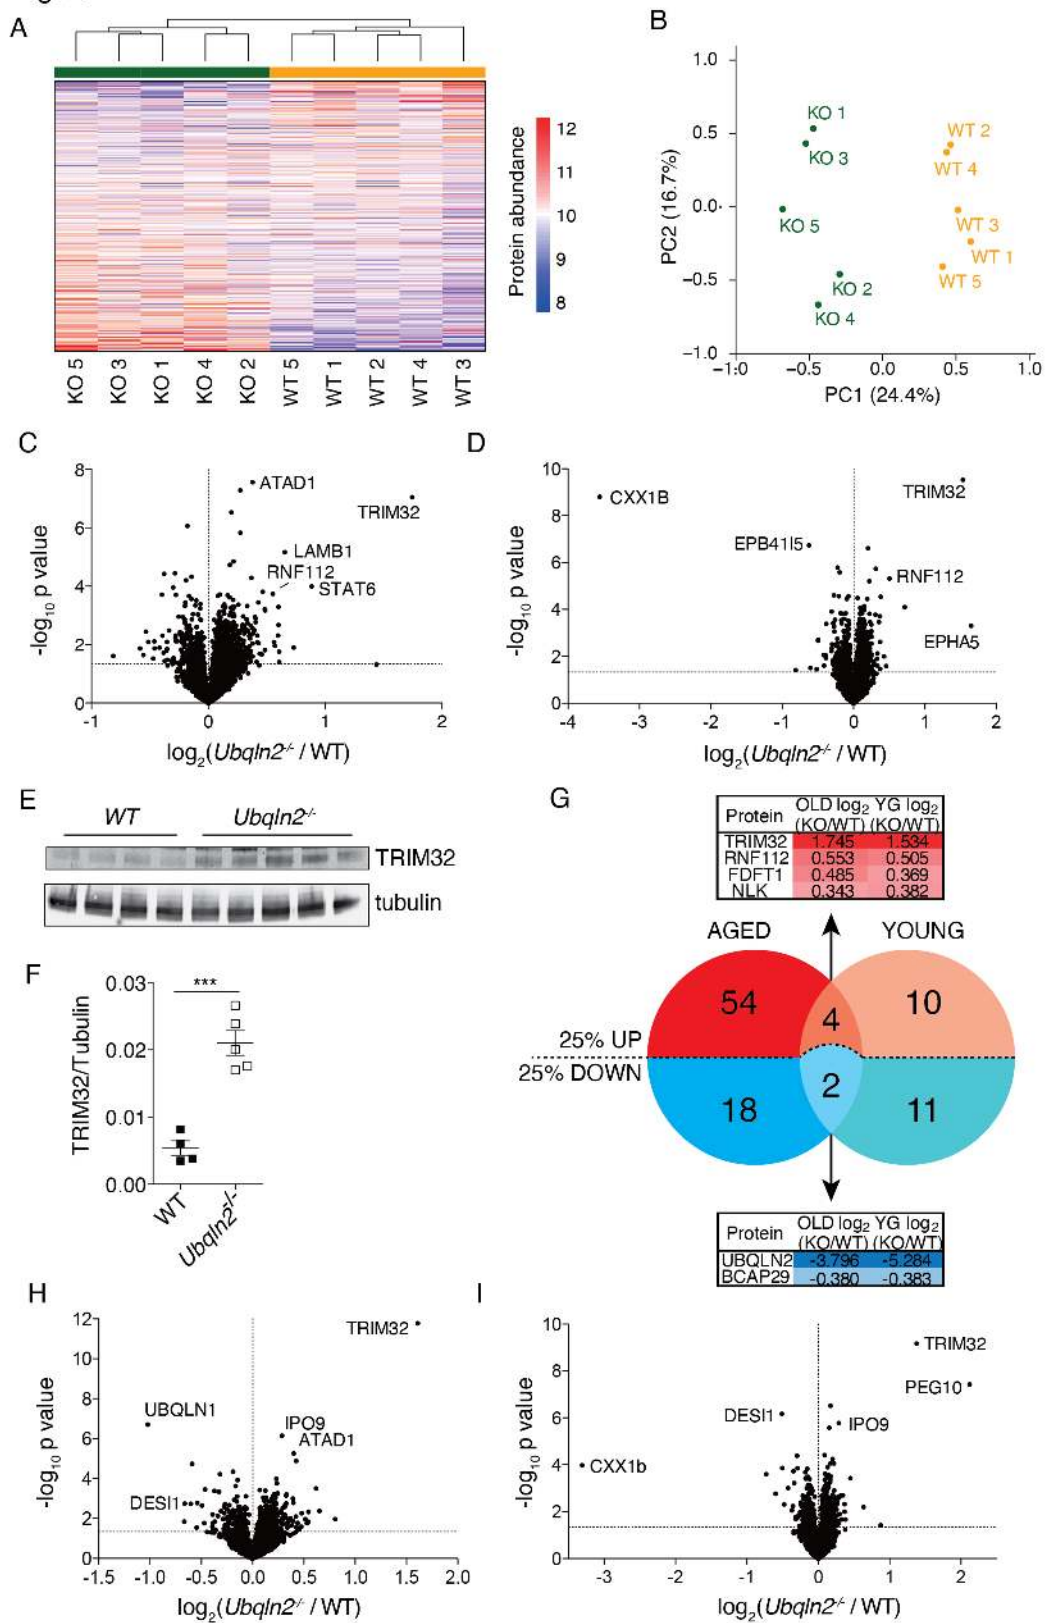 A
KO 5
KO 3
KO 1
KO 4
KO 2
WT 5
WT 1
WT 2
WT 4
WT 3
Protein abundance
12
11
10
9
8
B
PC2 (16.7%)
1.0
0.5
0.0
−0.5
−1.0
KO 1
KO 3
KO 5
KO 2
KO 4
WT 2
WT 4
WT 3
WT 1
WT 5
−1.0 −0.5 0.0 0.5 1.0
PC1 (24.4%)
C
-log10 p value
8
6
4
2
0
ATAD1
TRIM32
LAMB1
RNF112
STAT6
-1 0 1 2
log2(Ubqln2-/- / WT)
D
-log10 p value
10
8
6
4
2
0
CXX1B
TRIM32
EPB41l5
RNF112
EPHA5
-4 -3 -2 -1 0 1 2
log2(Ubqln2-/- / WT)
E
WT Ubqln2-/-
TRIM32
tubulin
F
TRIM32/Tubulin
0.03
0.02
0.01
0.00
***
WT
Ubqln2-/-
G
Protein OLD log2 (KO/WT) YG log2 (KO/WT)
TRIM32 1.745 1.534
RNF112 0.553 0.505
FDFT1 0.485 0.369
NLK 0.343 0.382
AGED YOUNG
54 4 10
25% UP
25% DOWN
18 2 11
Protein OLD log2 (KO/WT) YG log2 (KO/WT)
UBQLN2 -3.796 -5.284
BCAP29 -0.380 -0.383
H
-log10 p value
12
10
8
6
4
2
0
TRIM32
UBQLN1
IPO9
ATAD1
DESI1
-1.5 -1.0 -0.5 0.0 0.5 1.0 1.5 2.0
log2(Ubqln2-/- / WT)
I
-log10 p value
10
8
6
4
2
0
TRIM32
PEG10
DESI1
IPO9
CXX1b
-3 -2 -1 0 1 2
log2(Ubqln2-/- / WT)